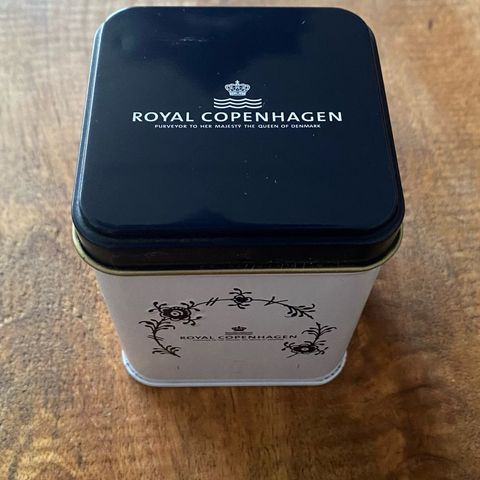 ROYAL COPENHAGEN
PURVEYOR TO HER MAJESTY THE QUEEN OF DENMARK
ROYAL COPENHAGEN